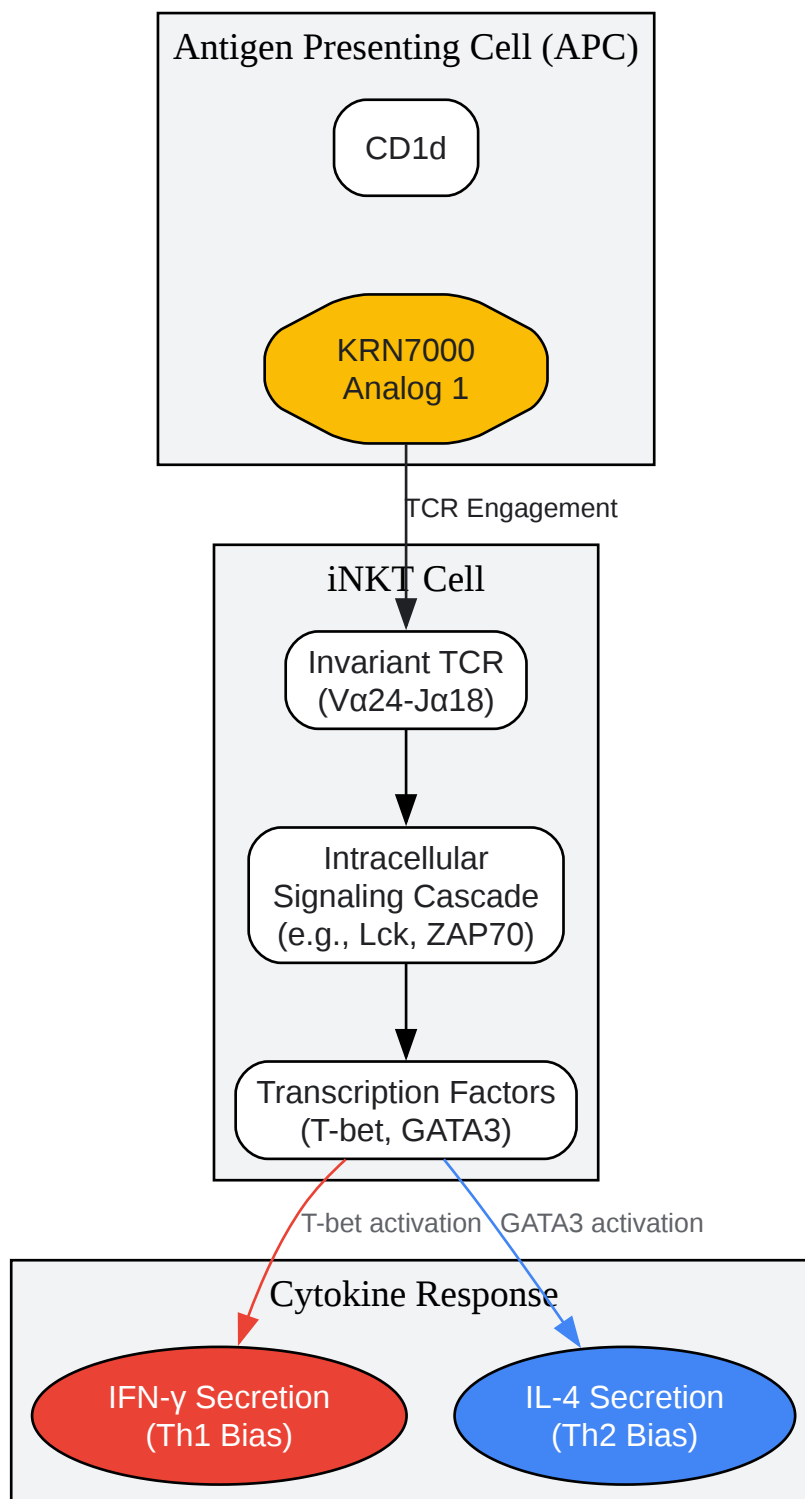 Antigen Presenting Cell (APC)
CD1d
KRN7000
Analog 1
TCR Engagement
iNKT Cell
Invariant TCR
(Vα24-Jα18)
Intracellular
Signaling Cascade
(e.g., Lck, ZAP70)
Transcription Factors
(T-bet, GATA3)
T-bet activation
GATA3 activation
Cytokine Response
IFN-γ Secretion
(Th1 Bias)
IL-4 Secretion
(Th2 Bias)